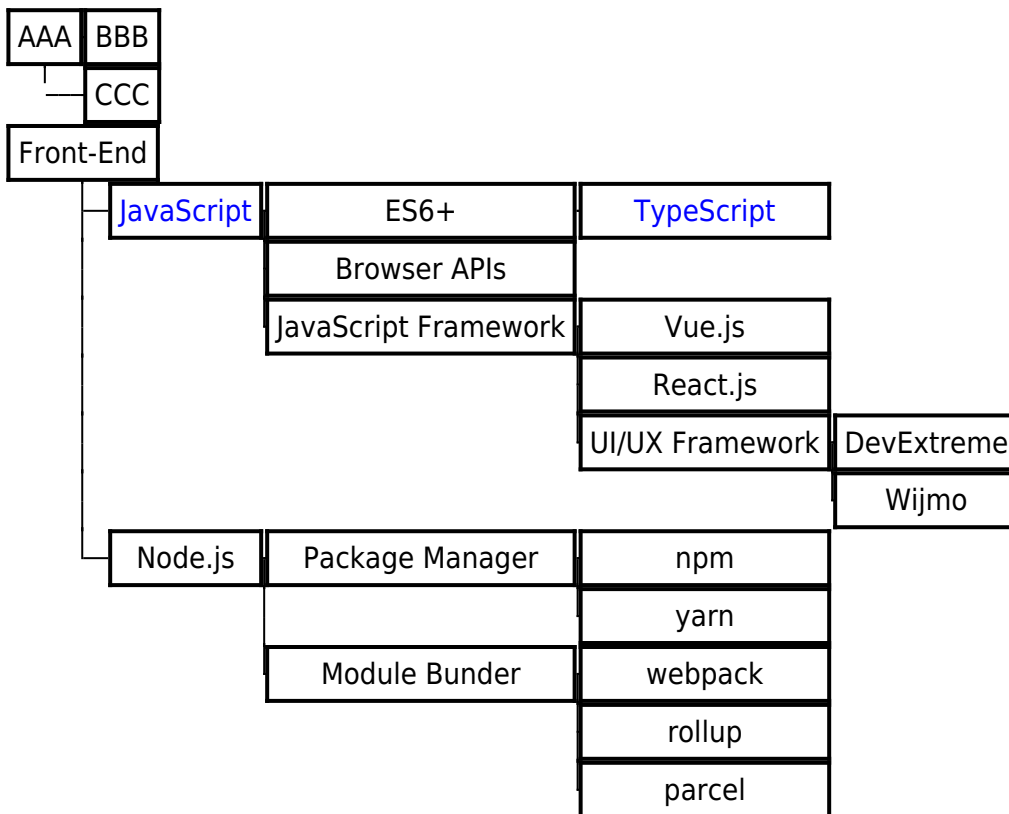 AAA BBB
CCC
Front-End
JavaScript ES6+ TypeScript
Browser APIs
JavaScript Framework Vue.js
React.js
UI/UX Framework DevExtreme
Wijmo
Node.js Package Manager npm
yarn
Module Bunder webpack
rollup
parcel